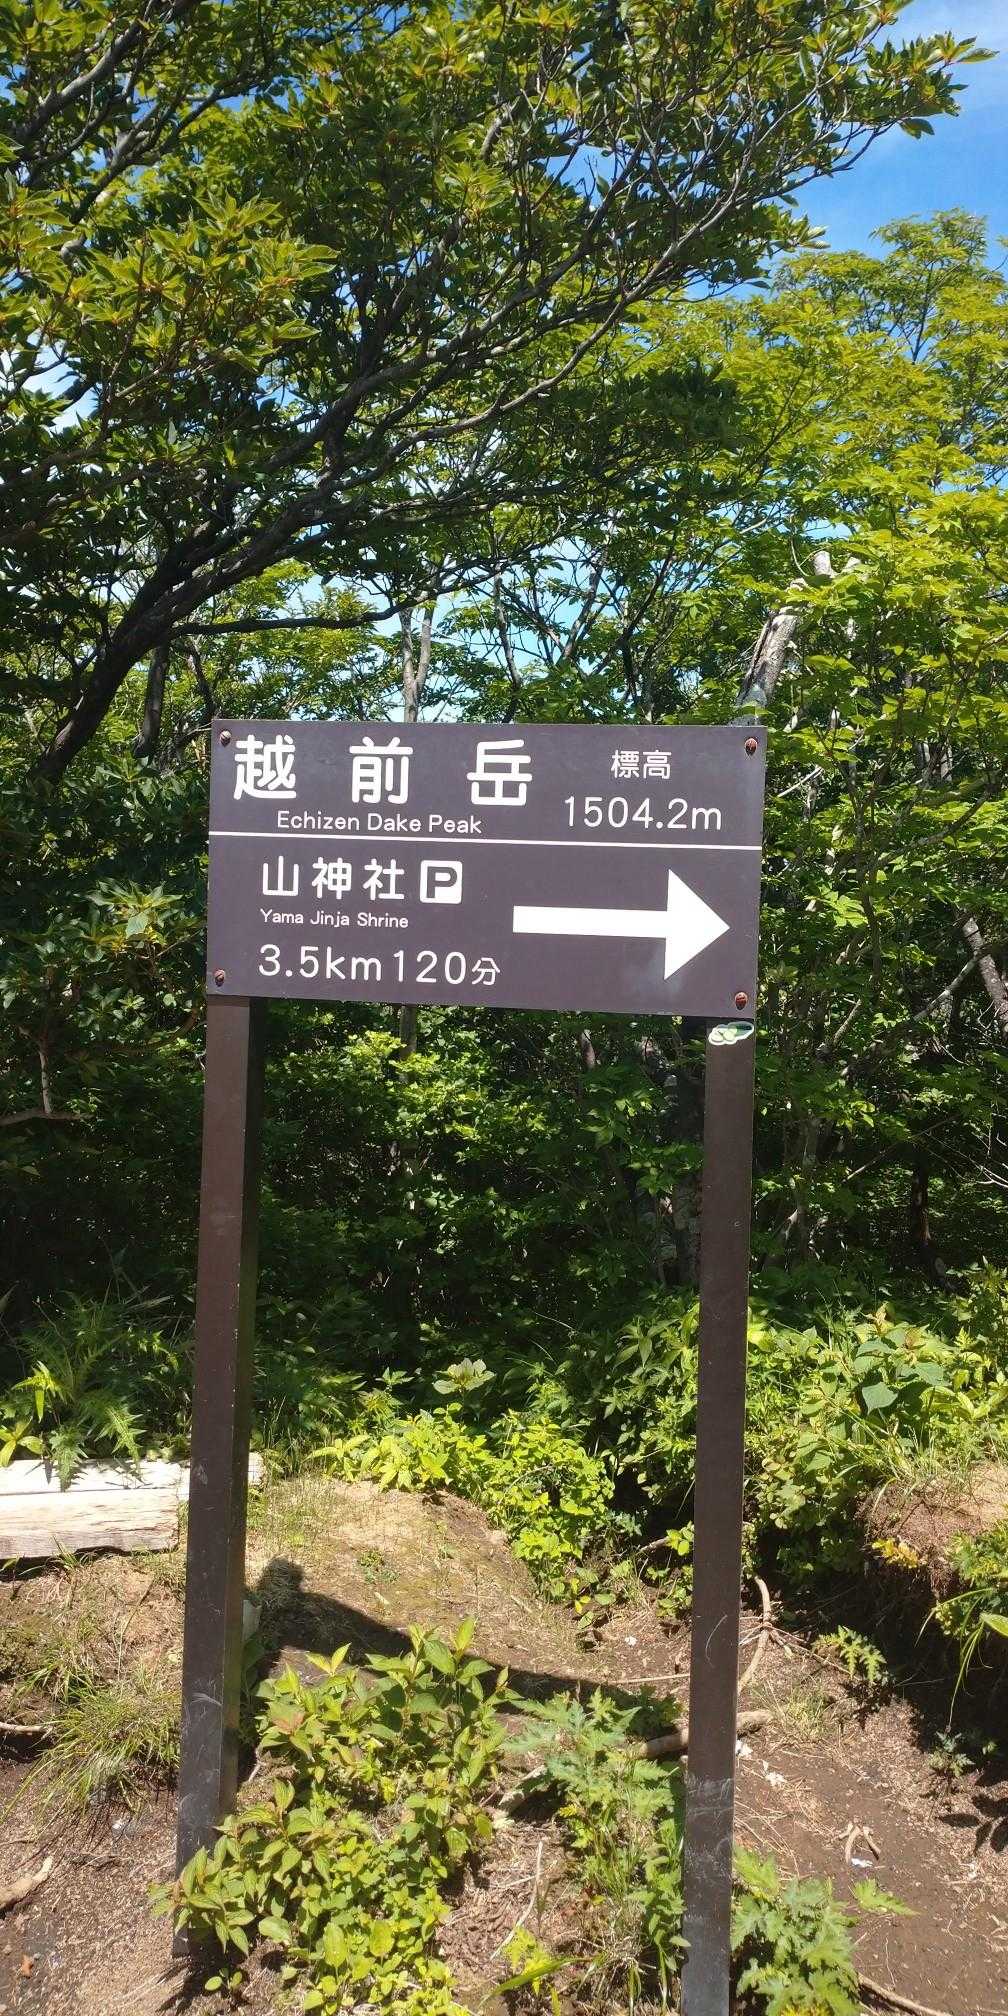 越前岳 標高
Echizen Dake Peak 1504.2m
山神社 P
Yama Jinja Shrine
3.5km 120分